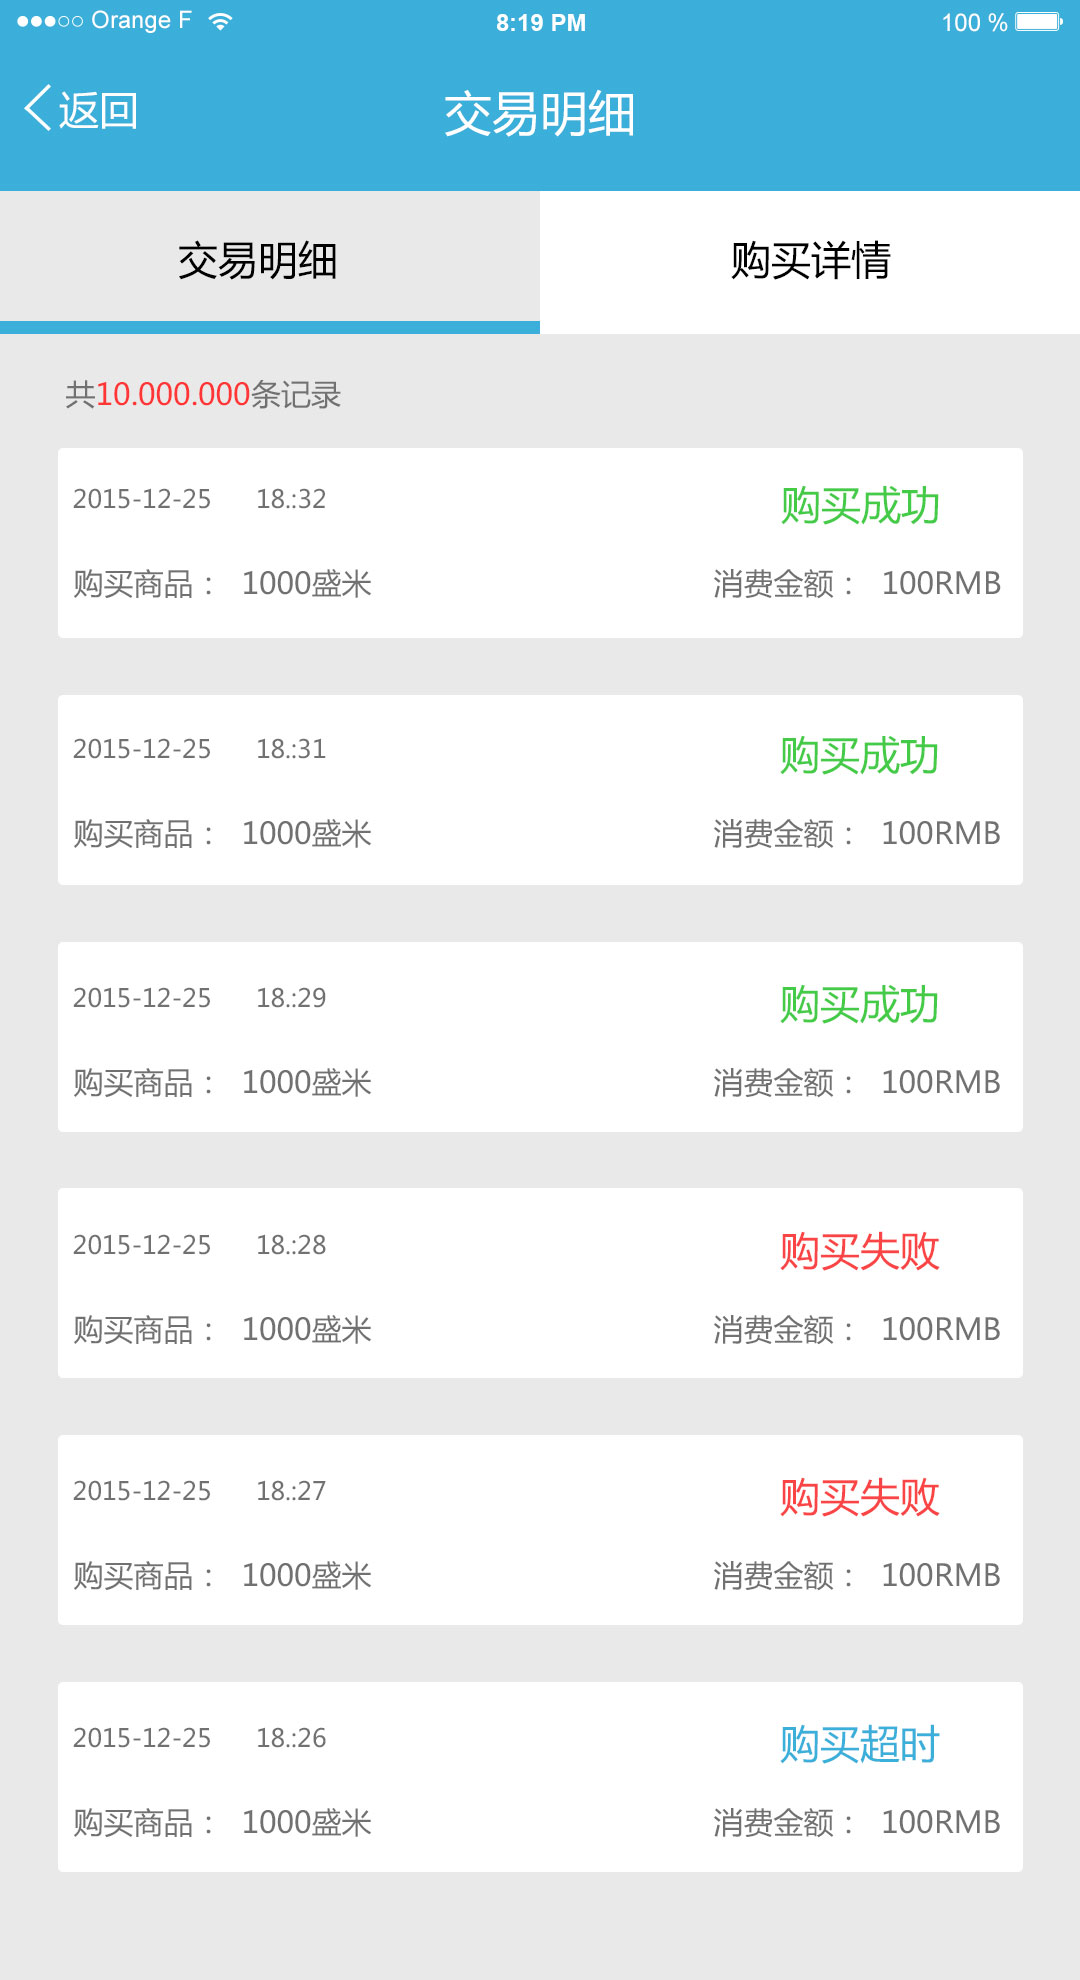 Orange F 8:19 PM 100 %
返回 交易明细
交易明细 购买详情
共10.000.000条记录
2015-12-25 18.:32 购买成功
购买商品： 1000盛米 消费金额： 100RMB
2015-12-25 18.:31 购买成功
购买商品： 1000盛米 消费金额： 100RMB
2015-12-25 18.:29 购买成功
购买商品： 1000盛米 消费金额： 100RMB
2015-12-25 18.:28 购买失败
购买商品： 1000盛米 消费金额： 100RMB
2015-12-25 18.:27 购买失败
购买商品： 1000盛米 消费金额： 100RMB
2015-12-25 18.:26 购买超时
购买商品： 1000盛米 消费金额： 100RMB